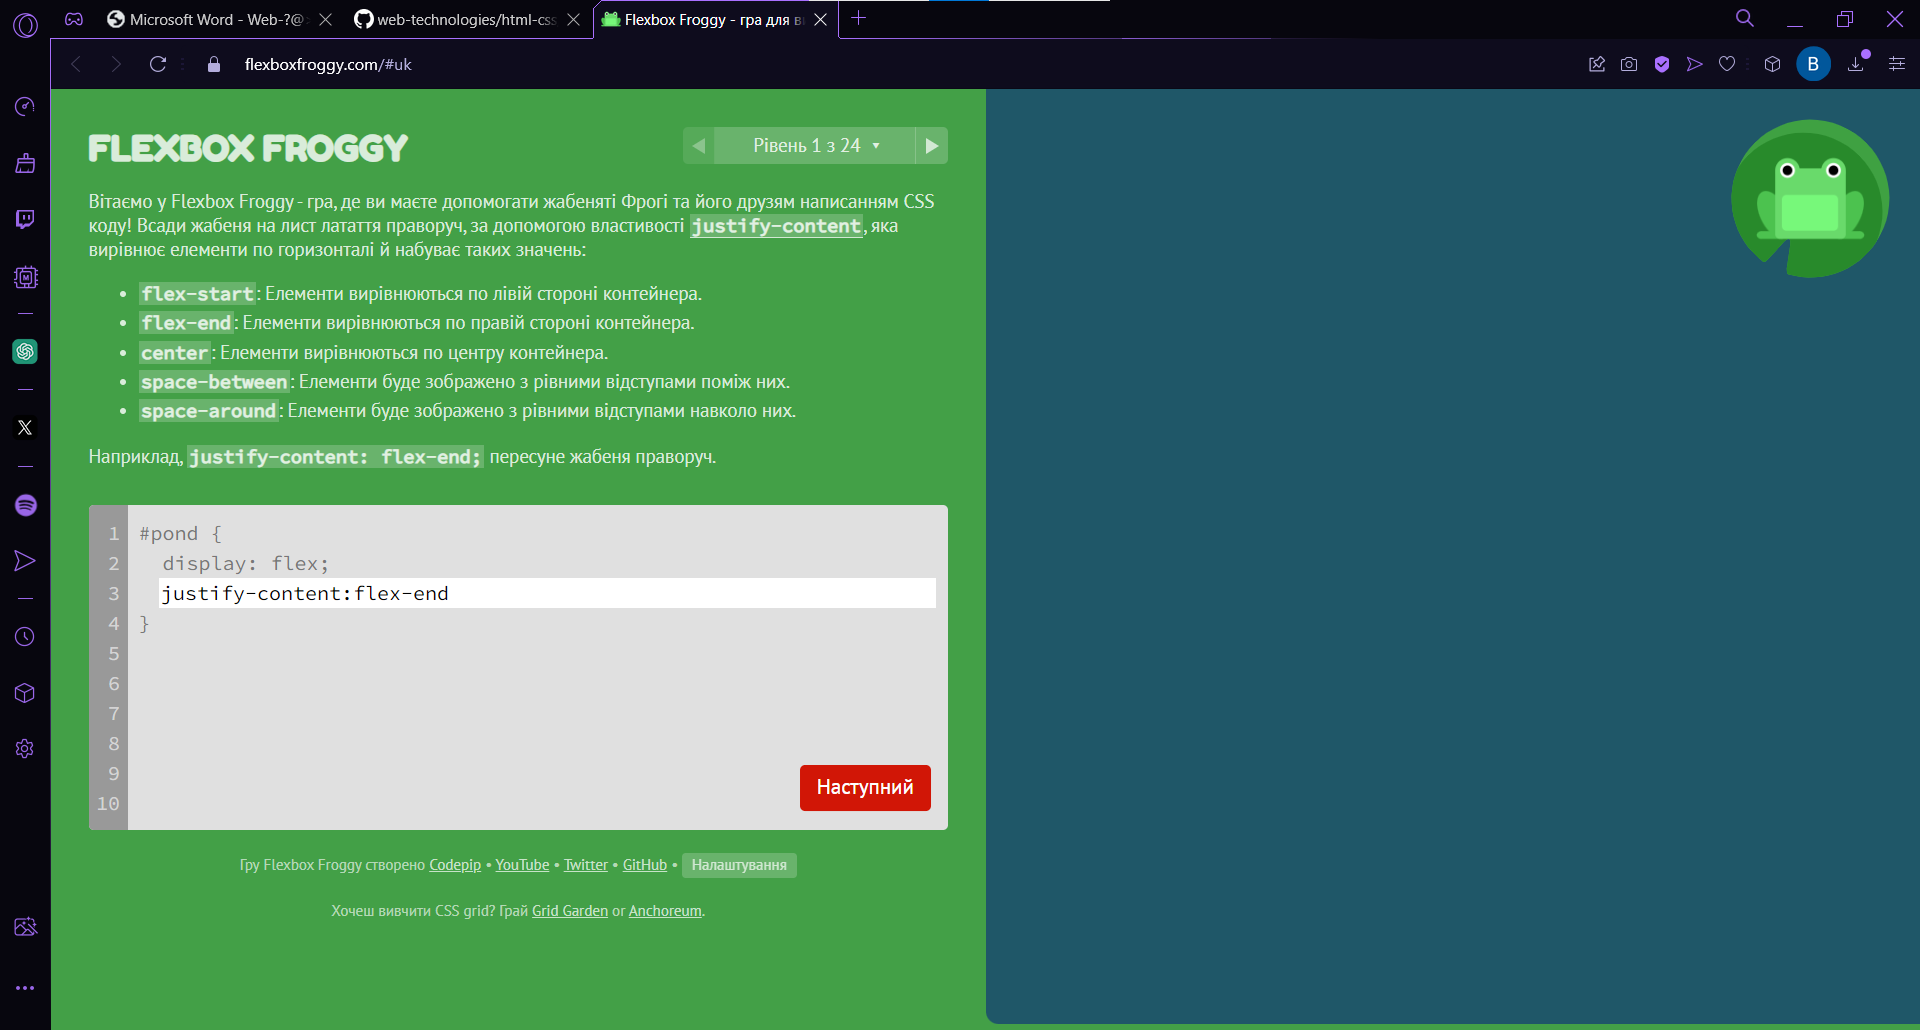 Microsoft Word - Web-?@
web-technologies/html-css
Flexbox Froggy - гра для в
flexboxfroggy.com/#uk
B
FLEXBOX FROGGY
Рівень 1 з 24
Вітаємо у Flexbox Froggy - гра, де ви маєте допомагати жабеняті Фрогі та його друзям написанням CSS
коду! Всади жабеня на лист латаття праворуч, за допомогою властивості justify-content, яка
вирівнює елементи по горизонталі й набуває таких значень:
• flex-start: Елементи вирівнюються по лівій стороні контейнера.
• flex-end: Елементи вирівнюються по правій стороні контейнера.
• center: Елементи вирівнюються по центру контейнера.
• space-between: Елементи буде зображено з рівними відступами поміж них.
• space-around: Елементи буде зображено з рівними відступами навколо них.
Наприклад, justify-content: flex-end; пересуне жабеня праворуч.
1 #pond {
2 display: flex;
3 justify-content:flex-end
4 }
5
6
7
8
9
10
Наступний
Гру Flexbox Froggy створено Codepip • YouTube • Twitter • GitHub • Налаштування
Хочеш вивчити CSS grid? Грай Grid Garden or Anchoreum.